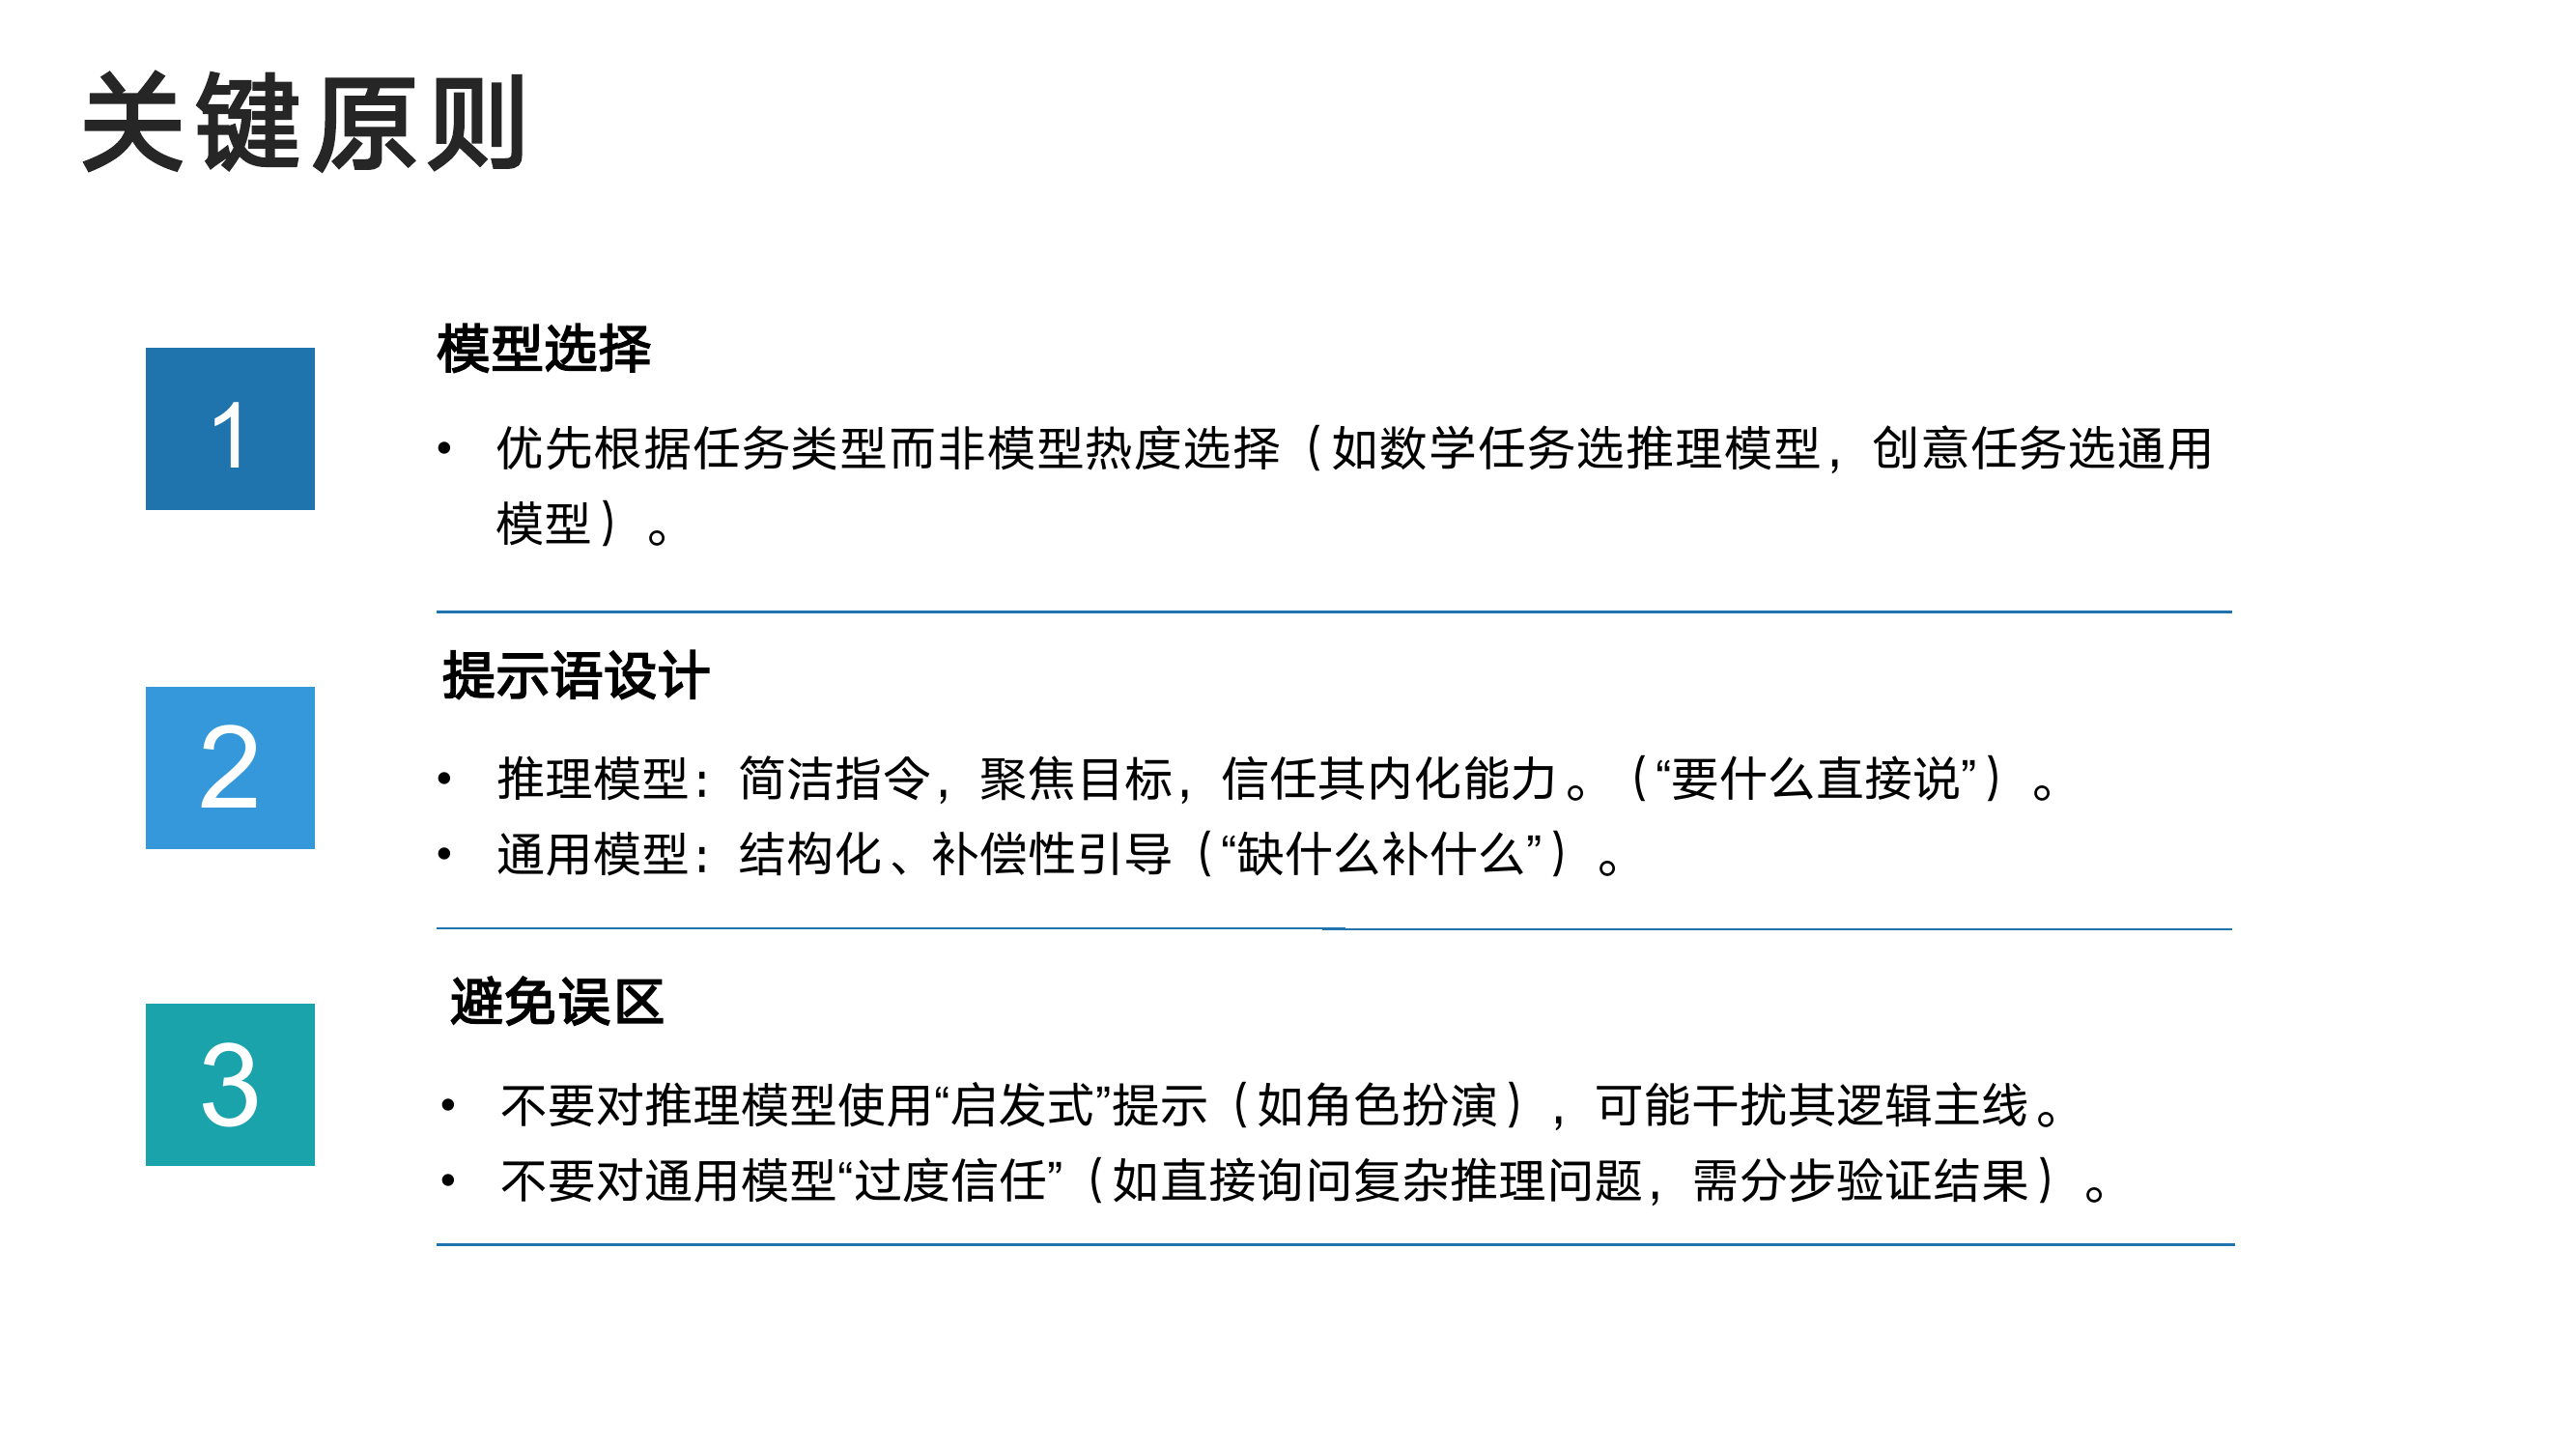 关键原则
1
模型选择
• 优先根据任务类型而非模型热度选择（如数学任务选推理模型，创意任务选通用
模型）。
2
提示语设计
• 推理模型：简洁指令，聚焦目标，信任其内化能力。（“要什么直接说”）。
• 通用模型：结构化、补偿性引导（“缺什么补什么”）。
3
避免误区
• 不要对推理模型使用“启发式”提示（如角色扮演），可能干扰其逻辑主线。
• 不要对通用模型“过度信任”（如直接询问复杂推理问题，需分步验证结果）。